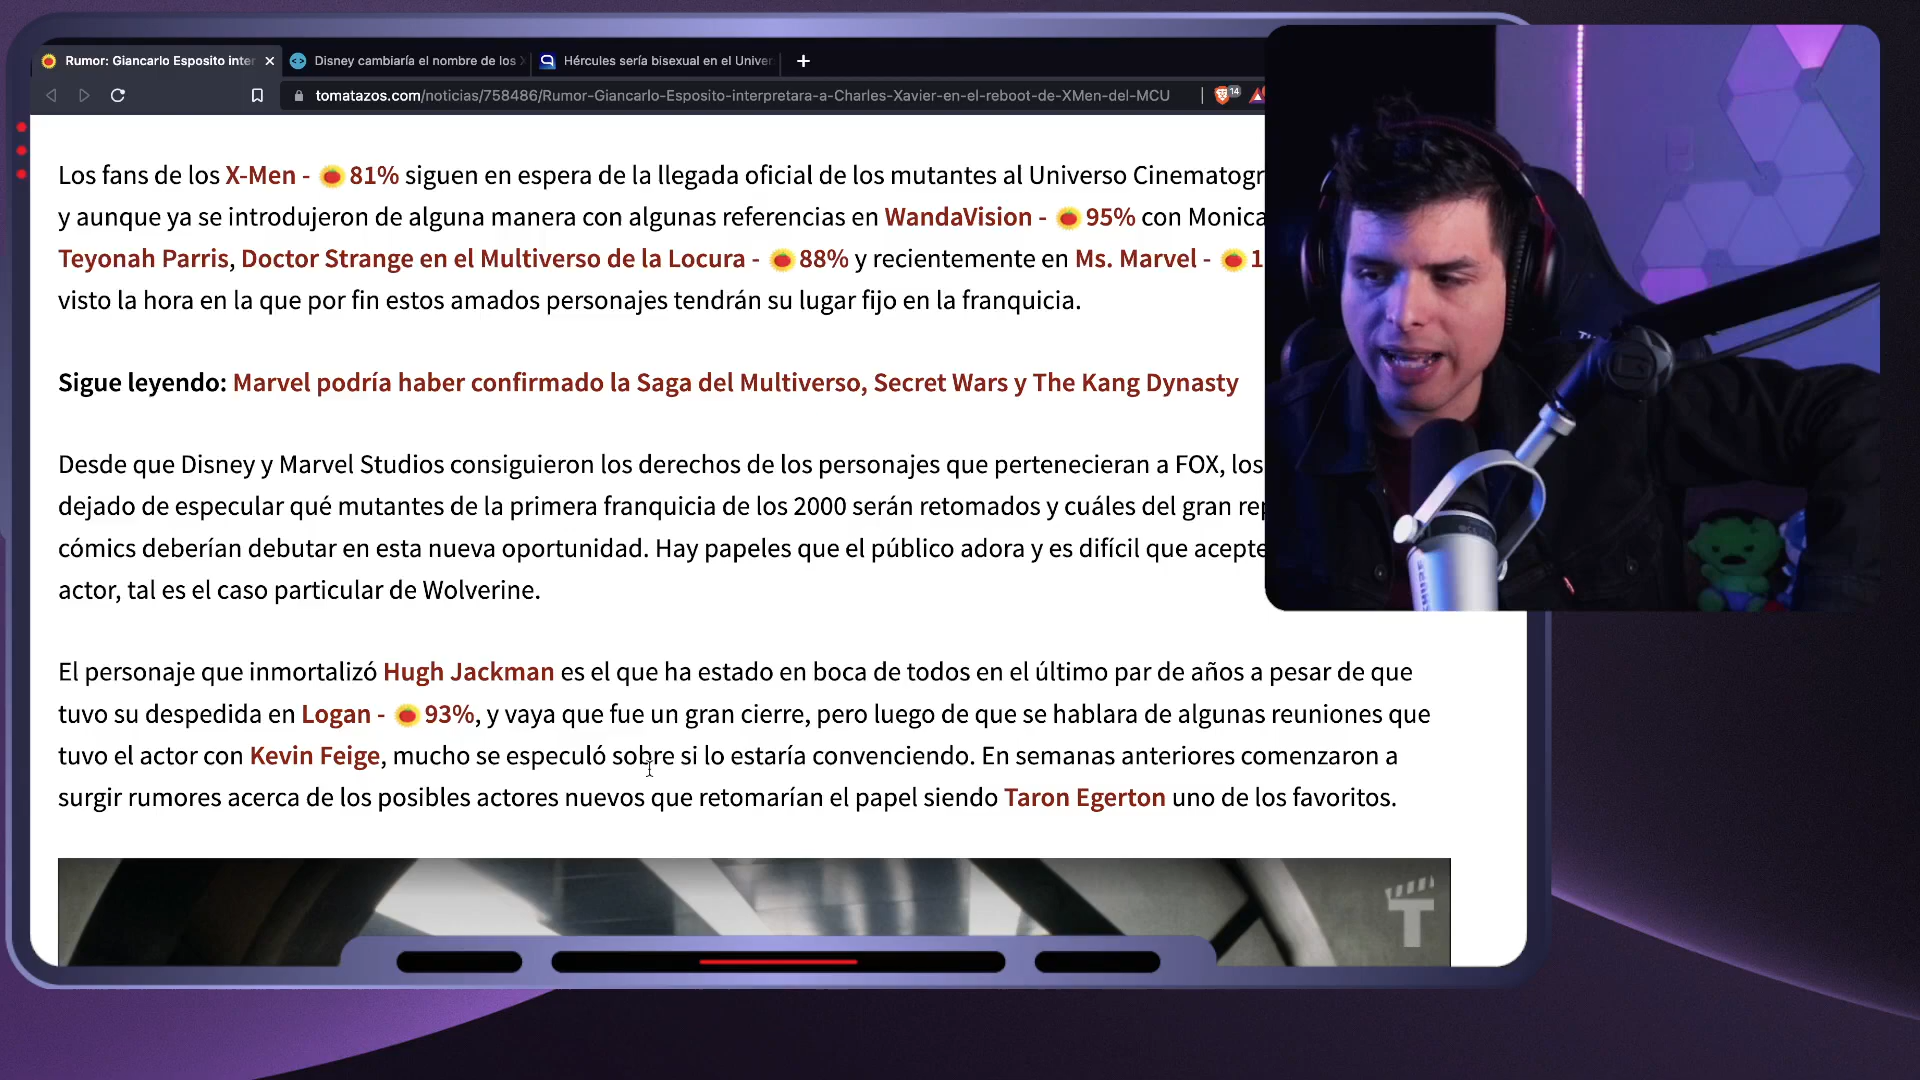 Rumor: Giancarlo Esposito inter
Disney cambiaría el nombre de los
Hércules sería bisexual en el Univer
tomatazos.com/noticias/758486/Rumor-Giancarlo-Esposito-interpretara-a-Charles-Xavier-en-el-reboot-de-XMen-del-MCU
14
Los fans de los X-Men - 81% siguen en espera de la llegada oficial de los mutantes al Universo Cinematogr
y aunque ya se introdujeron de alguna manera con algunas referencias en WandaVision - 95% con Monica
Teyonah Parris, Doctor Strange en el Multiverso de la Locura - 88% y recientemente en Ms. Marvel - 1
visto la hora en la que por fin estos amados personajes tendrán su lugar fijo en la franquicia.
Sigue leyendo: Marvel podría haber confirmado la Saga del Multiverso, Secret Wars y The Kang Dynasty
Desde que Disney y Marvel Studios consiguieron los derechos de los personajes que pertenecieran a FOX, los
dejado de especular qué mutantes de la primera franquicia de los 2000 serán retomados y cuáles del gran rep
cómics deberían debutar en esta nueva oportunidad. Hay papeles que el público adora y es difícil que acepte
actor, tal es el caso particular de Wolverine.
El personaje que inmortalizó Hugh Jackman es el que ha estado en boca de todos en el último par de años a pesar de que
tuvo su despedida en Logan - 93%, y vaya que fue un gran cierre, pero luego de que se hablara de algunas reuniones que
tuvo el actor con Kevin Feige, mucho se especuló sobre si lo estaría convenciendo. En semanas anteriores comenzaron a
surgir rumores acerca de los posibles actores nuevos que retomarían el papel siendo Taron Egerton uno de los favoritos.
T